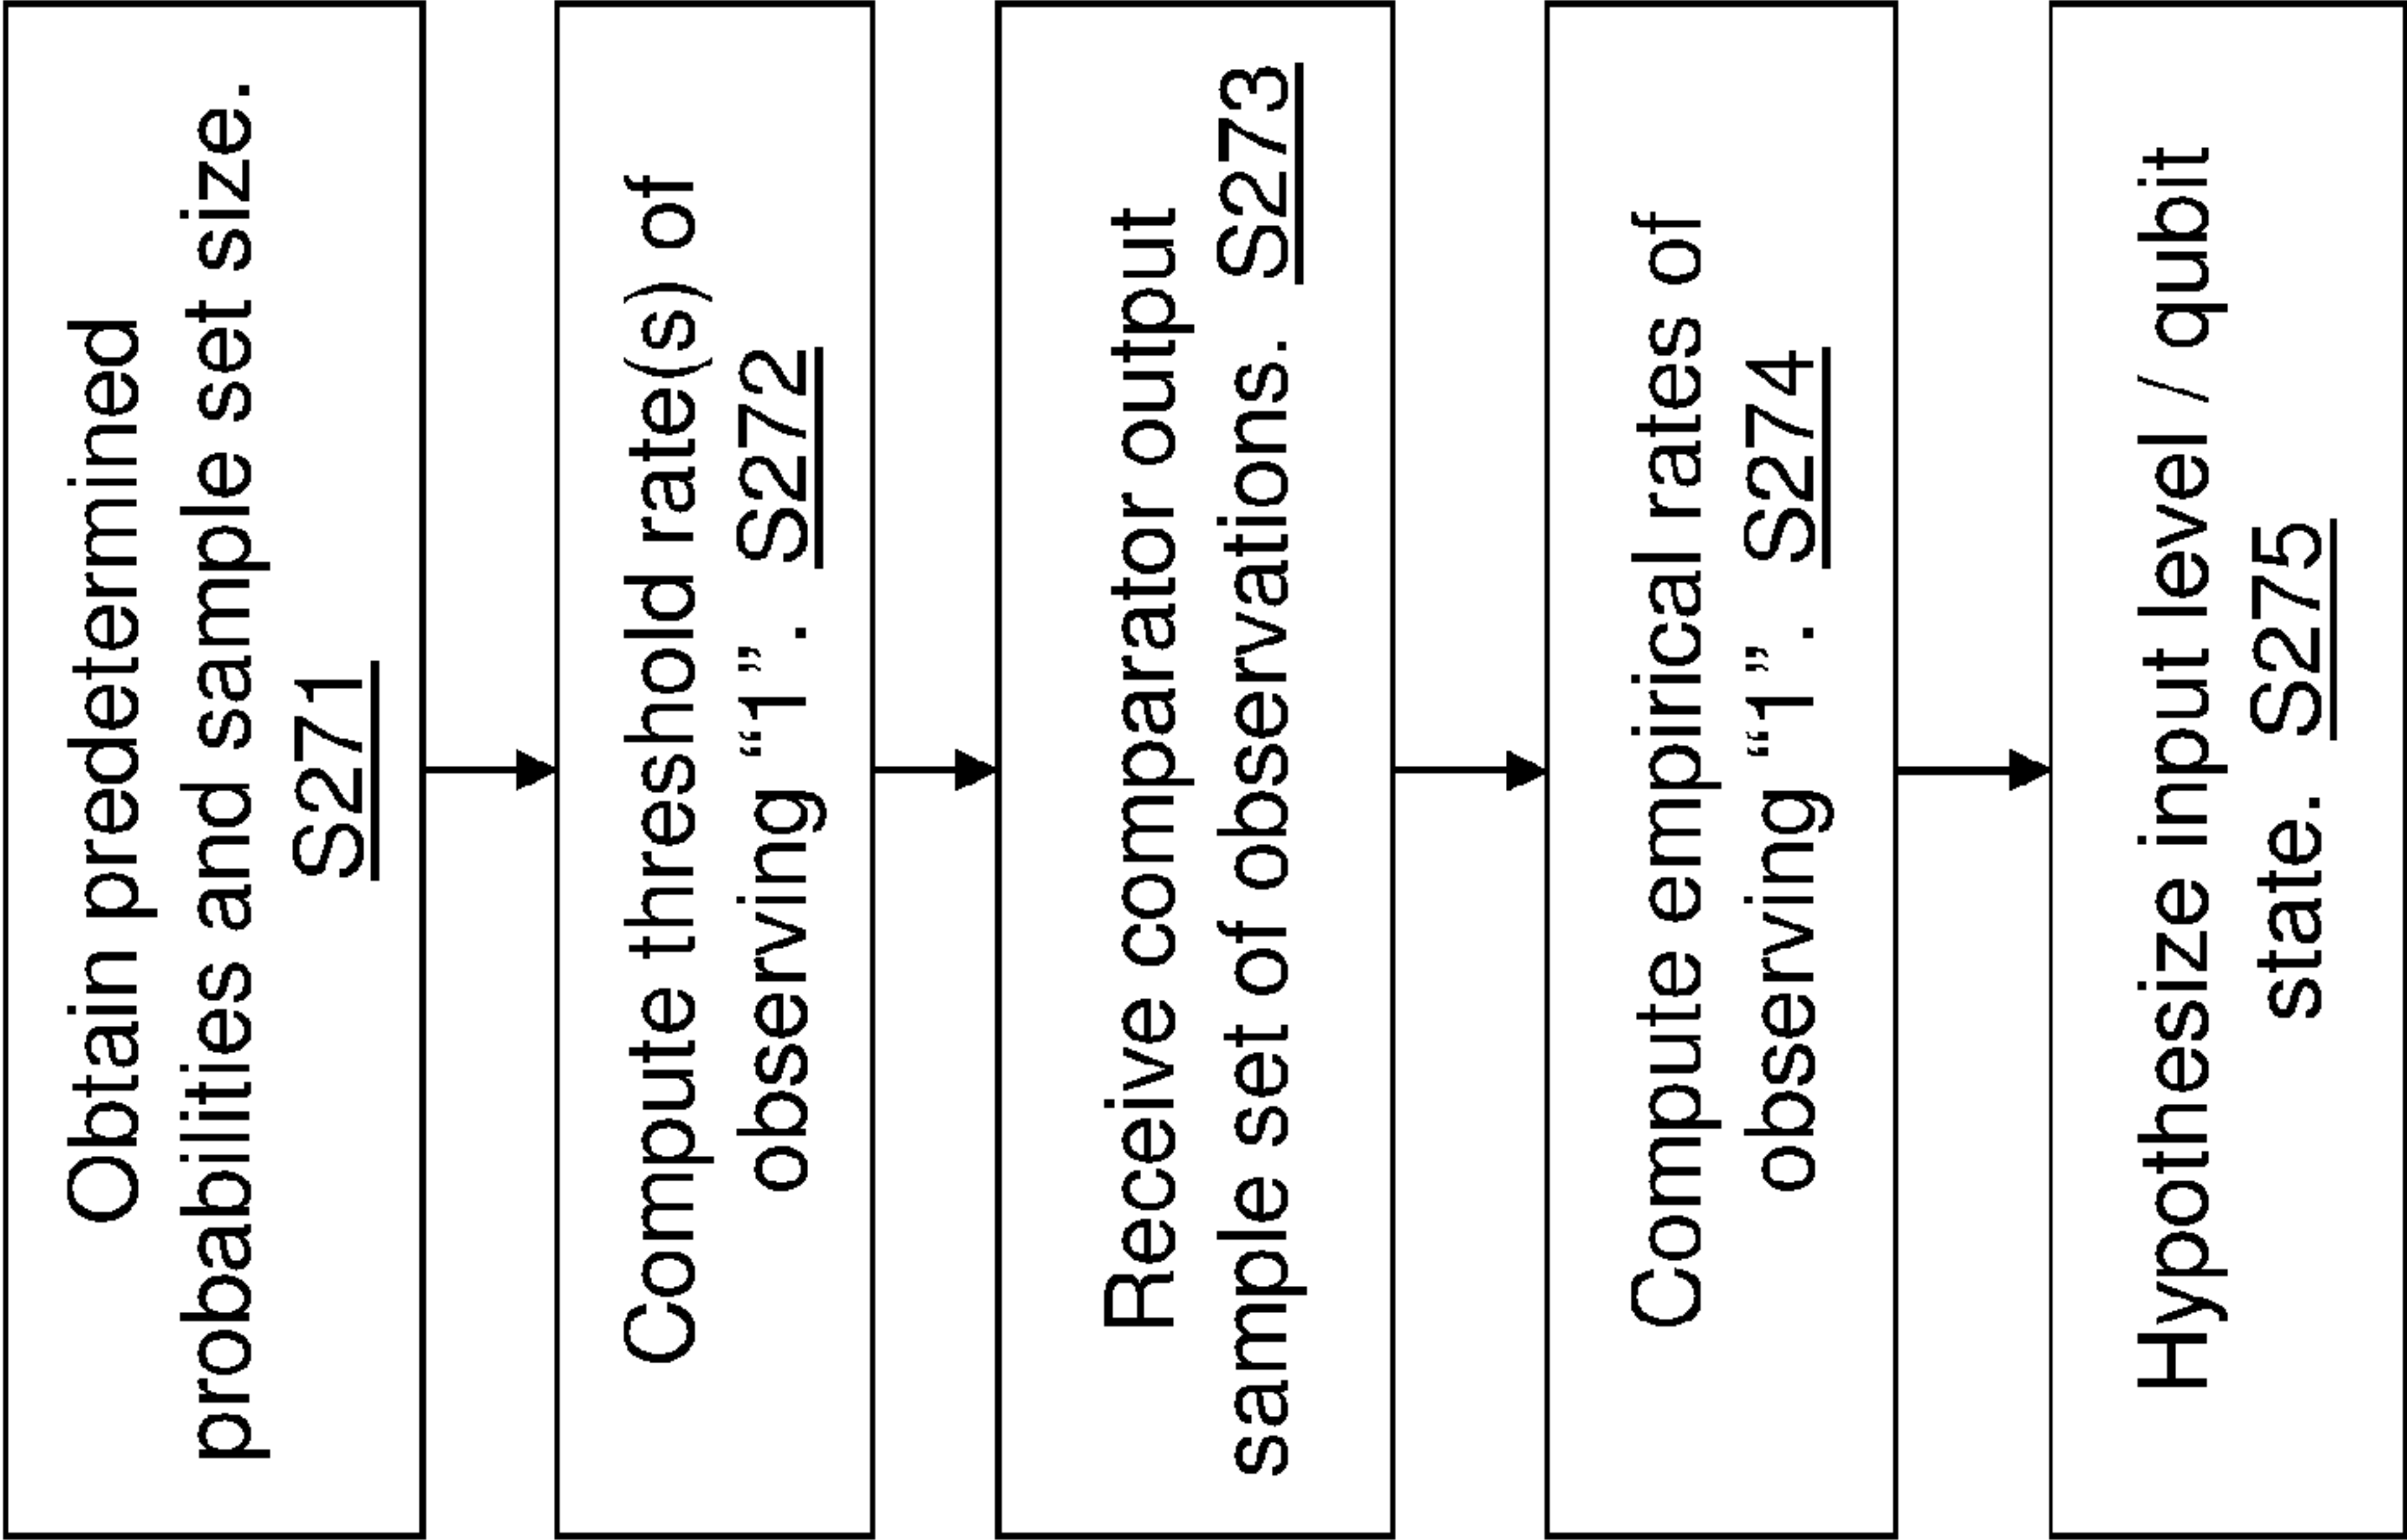 Obtain predetermined
probabilities and sample set size.
S271
Compute threshold rate(s) of
observing “1”. S272
Receive comparator output
sample set of observations. S273
Compute empirical rates of
observing “1”. S274
Hypothesize input level / qubit
state. S275